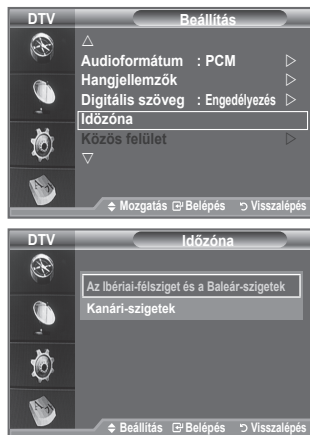 DTV Beállítás
Audioformátum : PCM
Hangjellemzők
Digitális szöveg : Engedélyezés
Időzóna
Közös felület
Mozgatás Belépés Visszalépés
DTV Időzóna
Az Ibériai-félsziget és a Baleár-szigetek
Kanári-szigetek
Beállítás Belépés Visszalépés